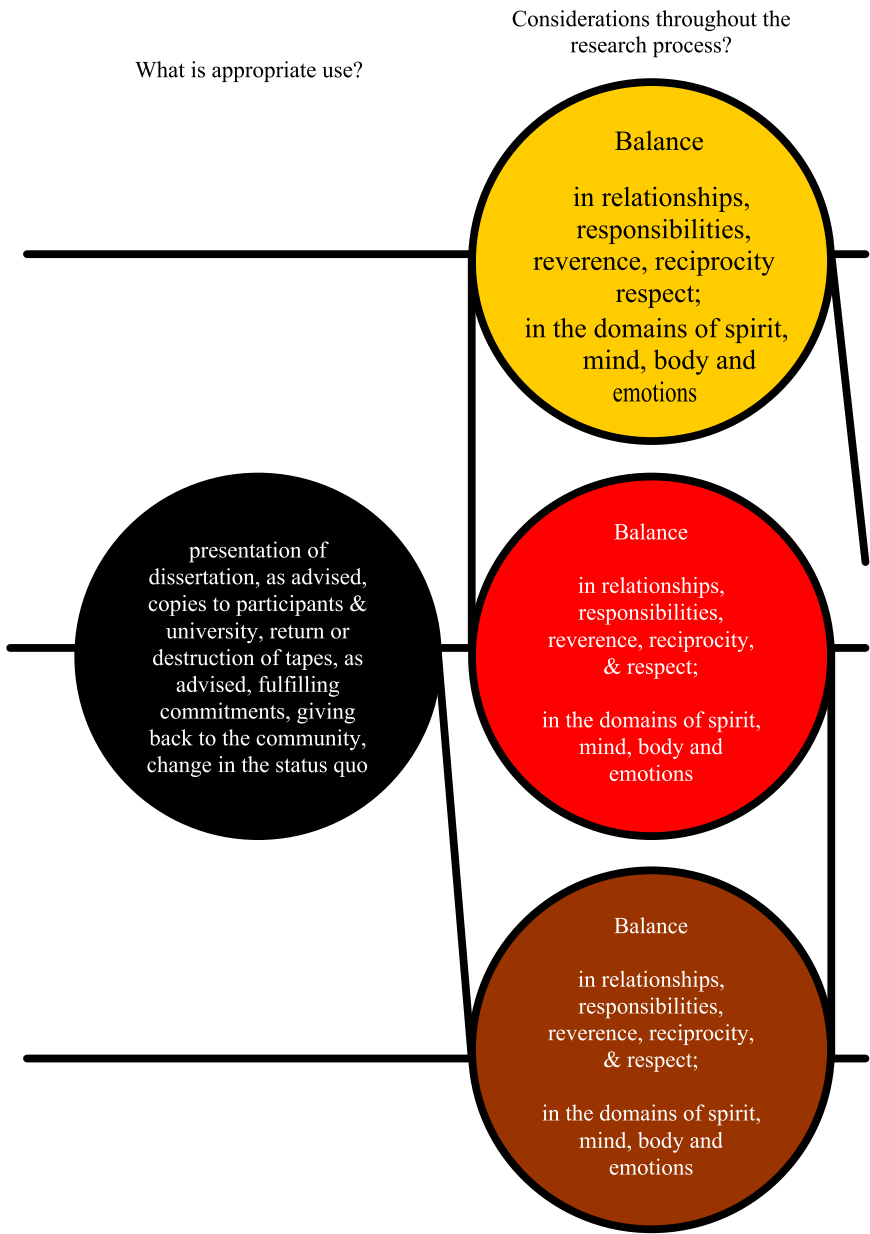 What is appropriate use?
Considerations throughout the
research process?
Balance
in relationships,
responsibilities,
reverence, reciprocity
respect;
in the domains of spirit,
mind, body and
emotions
presentation of
dissertation, as advised,
copies to participants &
university, return or
destruction of tapes, as
advised, fulfilling
commitments, giving
back to the community,
change in the status quo
Balance
in relationships,
responsibilities,
reverence, reciprocity,
& respect;
in the domains of spirit,
mind, body and
emotions
Balance
in relationships,
responsibilities,
reverence, reciprocity,
& respect;
in the domains of spirit,
mind, body and
emotions